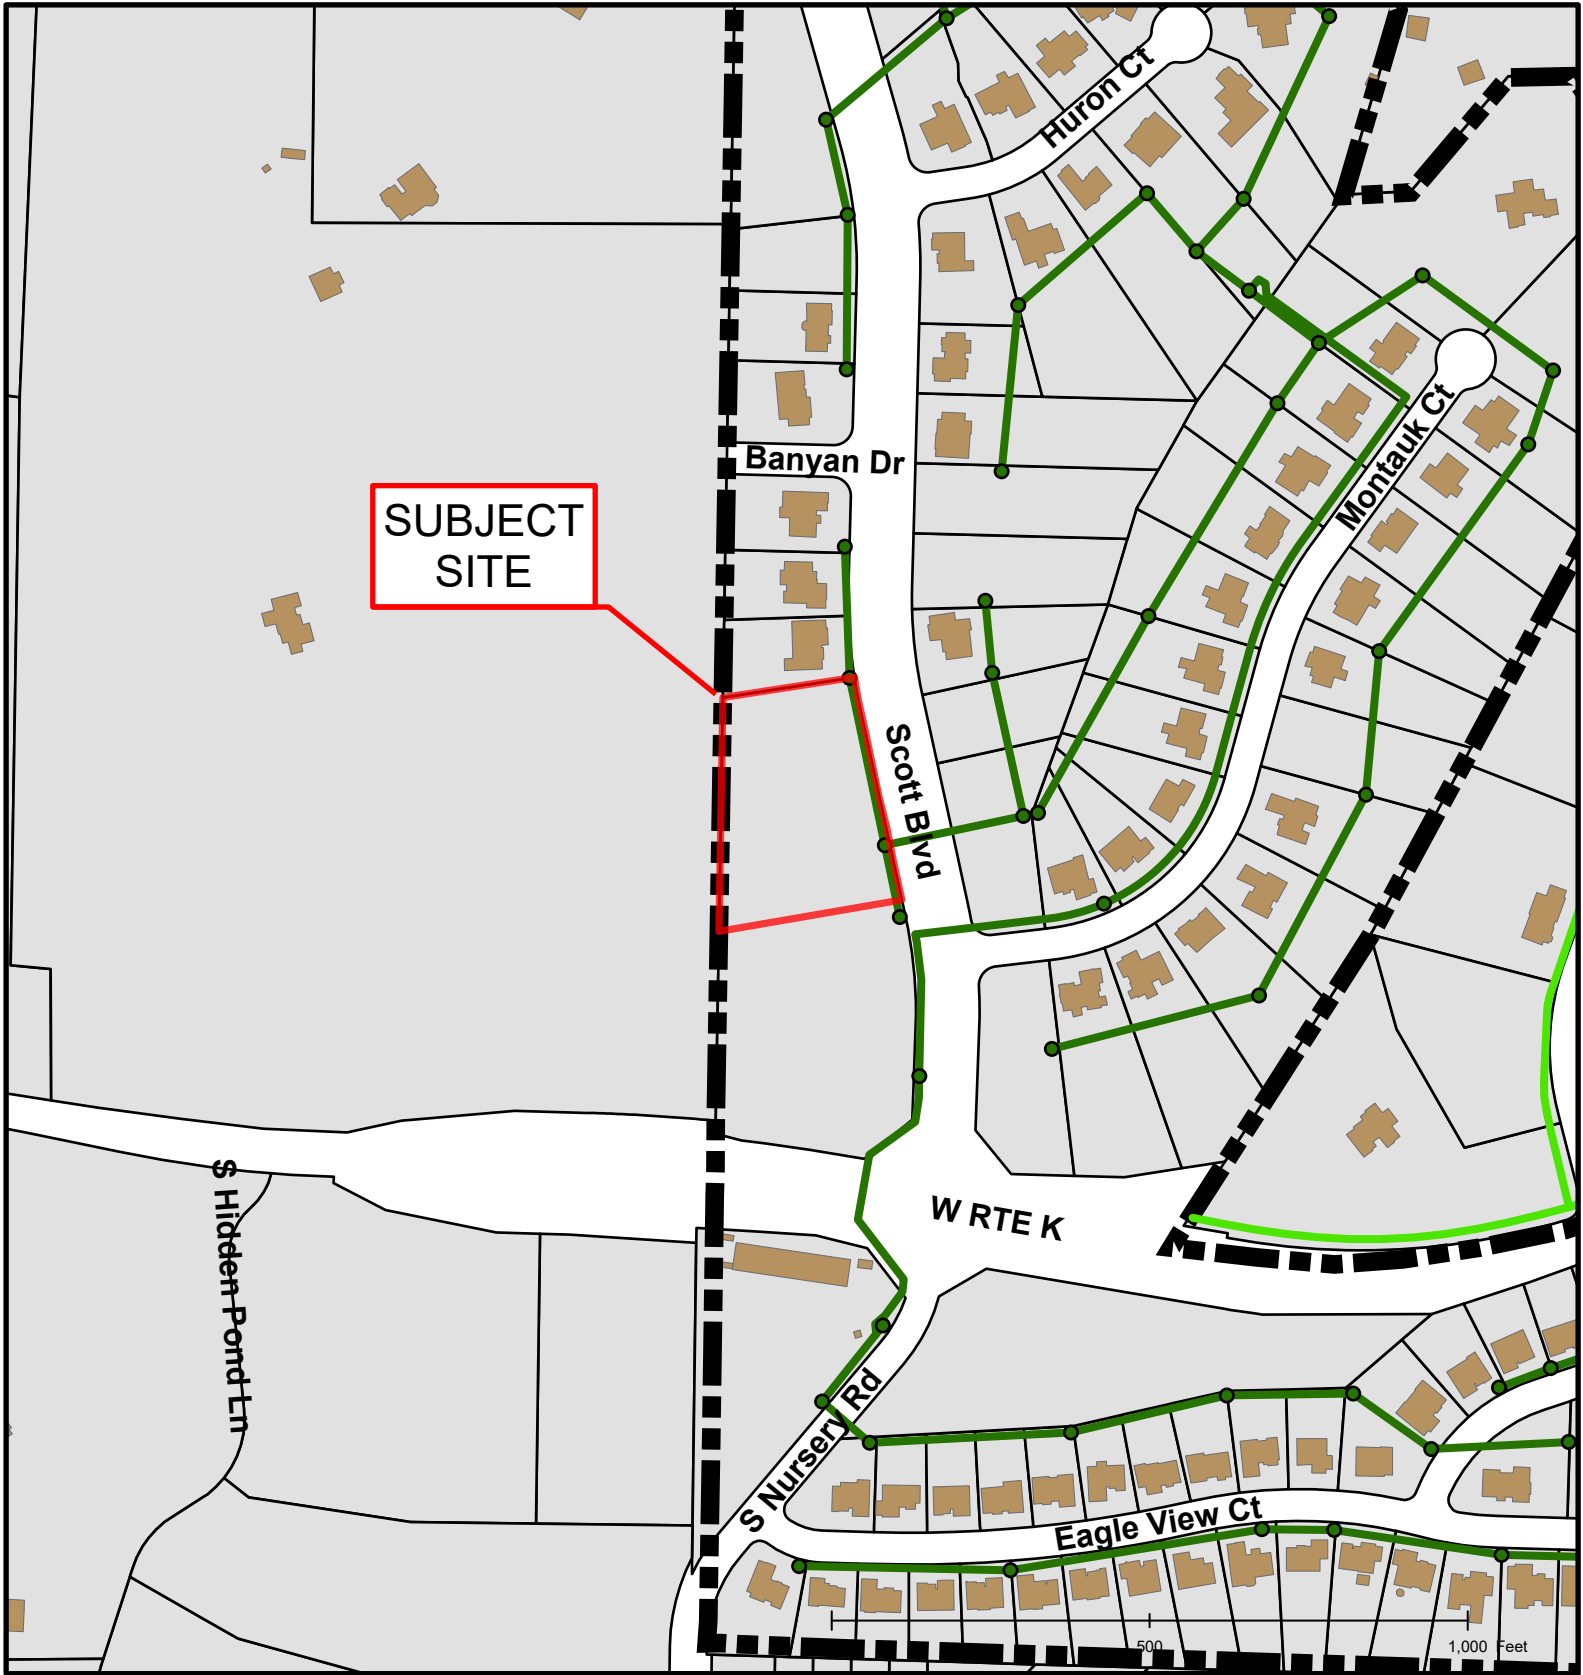 Huron Ct
Montauk Ct
Banyan Dr
SUBJECT
SITE
Scott Blvd
S Hidden Pond Ln
W RTE K
S Nursery Rd
Eagle View Ct
500
1,000 Feet